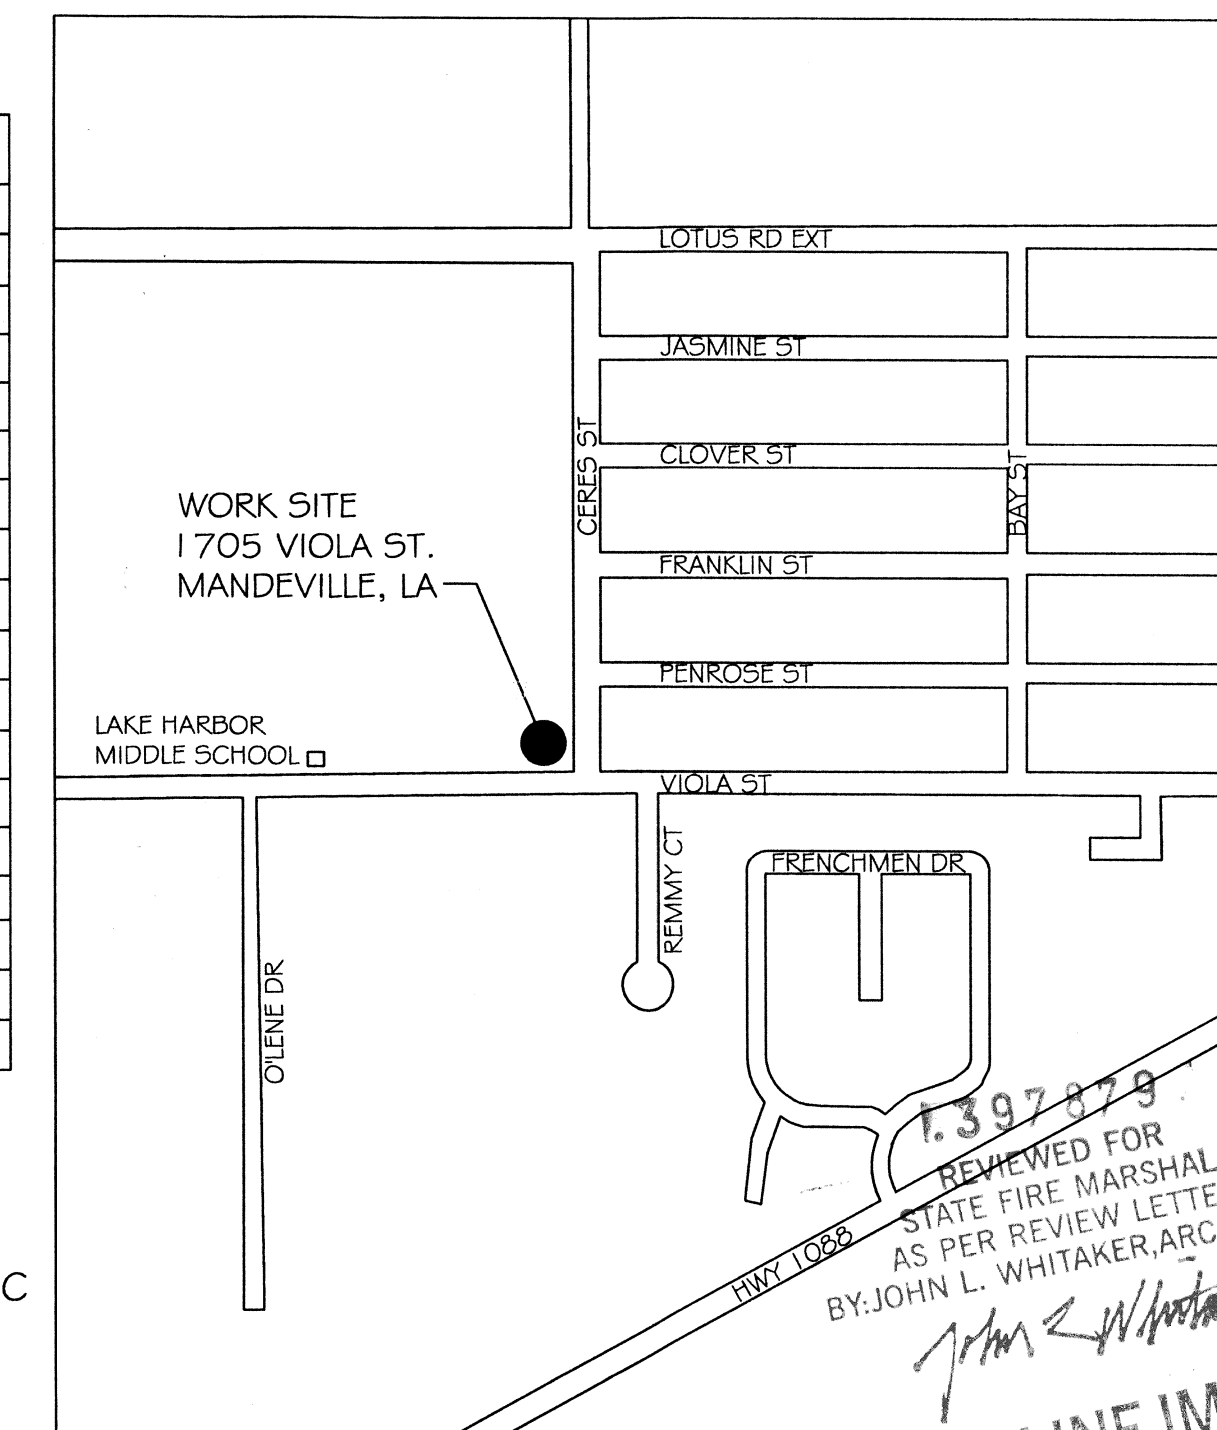 LOTUS RD EXT
JASMINE ST
CERES ST
CLOVER ST
BAY ST
WORK SITE
1705 VIOLA ST.
MANDEVILLE, LA
FRANKLIN ST
PENROSE ST
LAKE HARBOR
MIDDLE SCHOOL
VIOLA ST
REMMY CT
FRENCHMEN DR
O'LENE DR
HWY 1088
397879
REVIEWED FOR
STATE FIRE MARSHAL
AS PER REVIEW LETTE
BY: JOHN L. WHITAKER, ARC
C